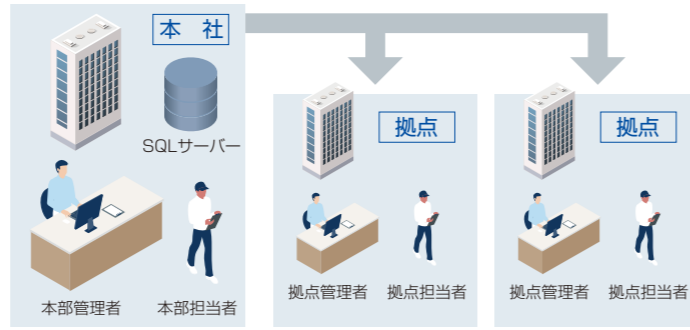 本 社
SQLサーバー
本部管理者
本部担当者
拠点
拠点管理者
拠点担当者
拠点
拠点管理者
拠点担当者